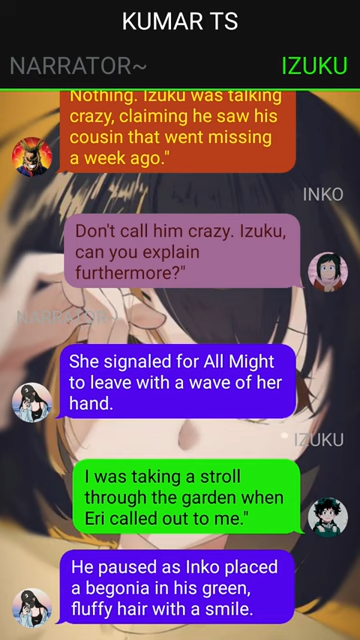 KUMAR TS
NARRATOR~
IZUKU
Nothing. Izuku was talking
crazy, claiming he saw his
cousin that went missing
a week ago."
INKO
Don't call him crazy. Izuku,
can you explain
furthermore?"
NARRATOR
She signaled for All Might
to leave with a wave of her
hand.
IZUKU
I was taking a stroll
through the garden when
Eri called out to me."
He paused as Inko placed
a begonia in his green,
fluffy hair with a smile.